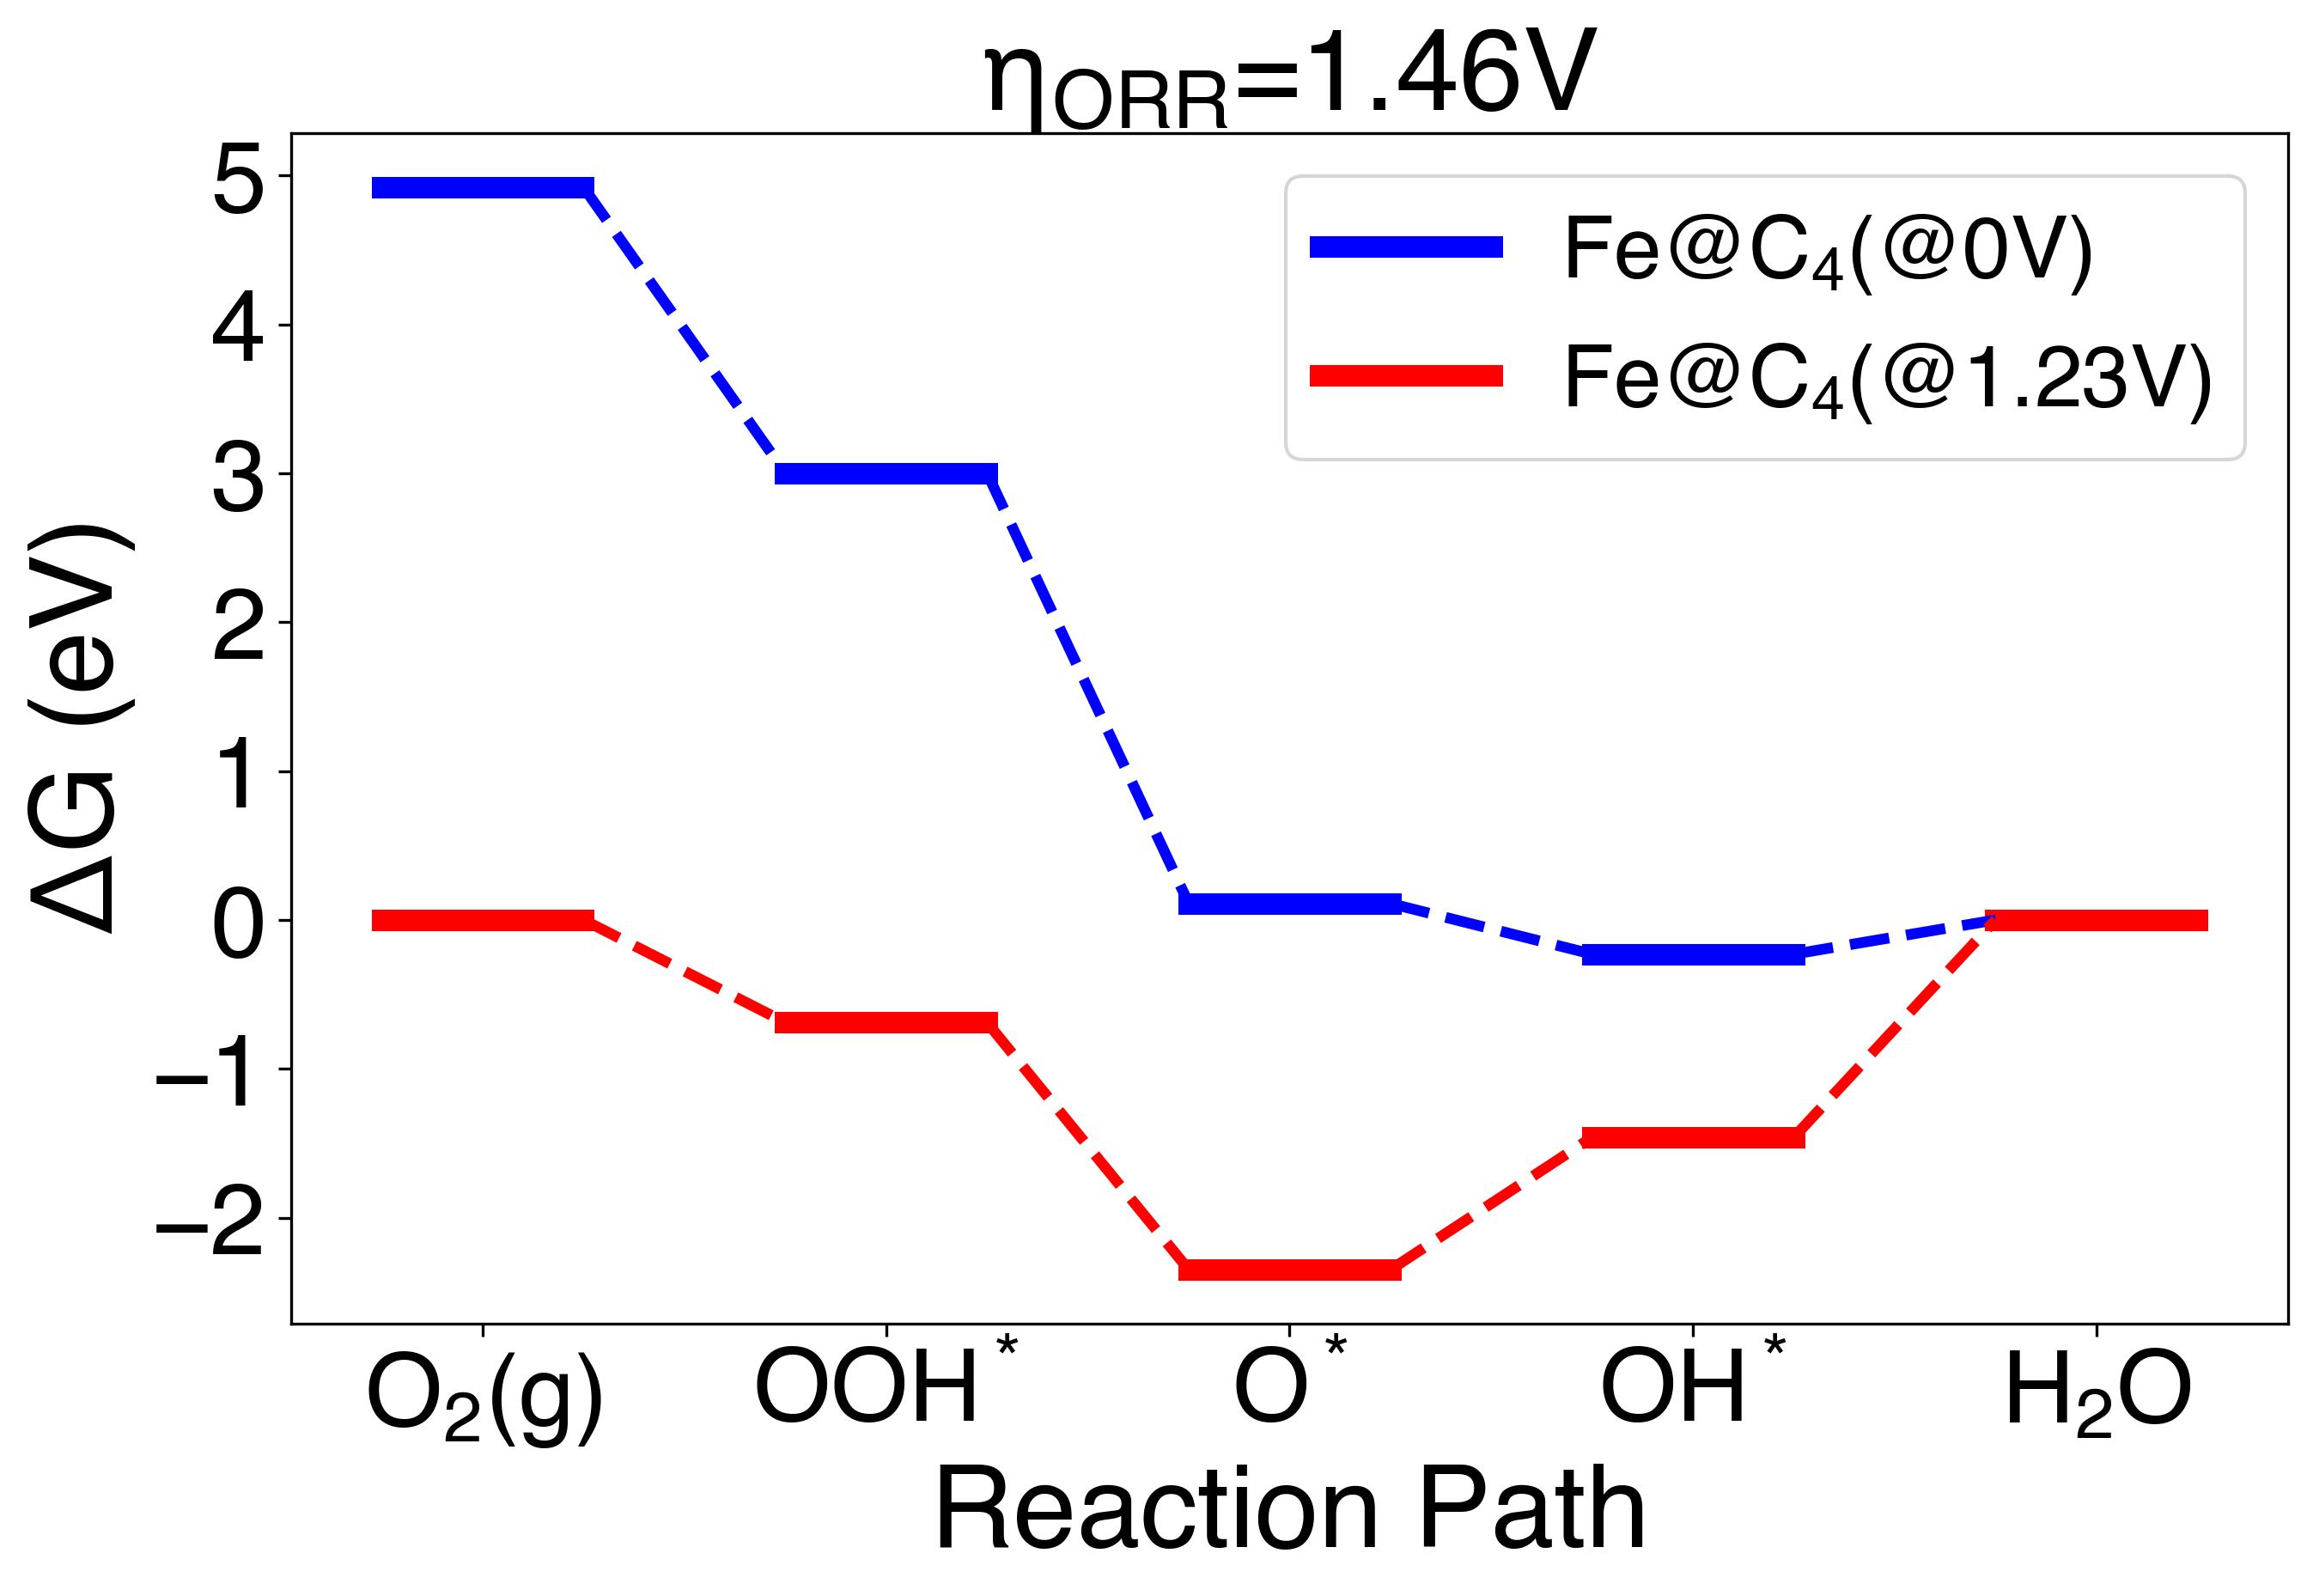 η_ORR=1.46V
Fe@C₄(@0V)
Fe@C₄(@1.23V)
ΔG (eV)
5
4
3
2
1
0
−1
−2
O₂(g) OOH* O* OH* H₂O
Reaction Path